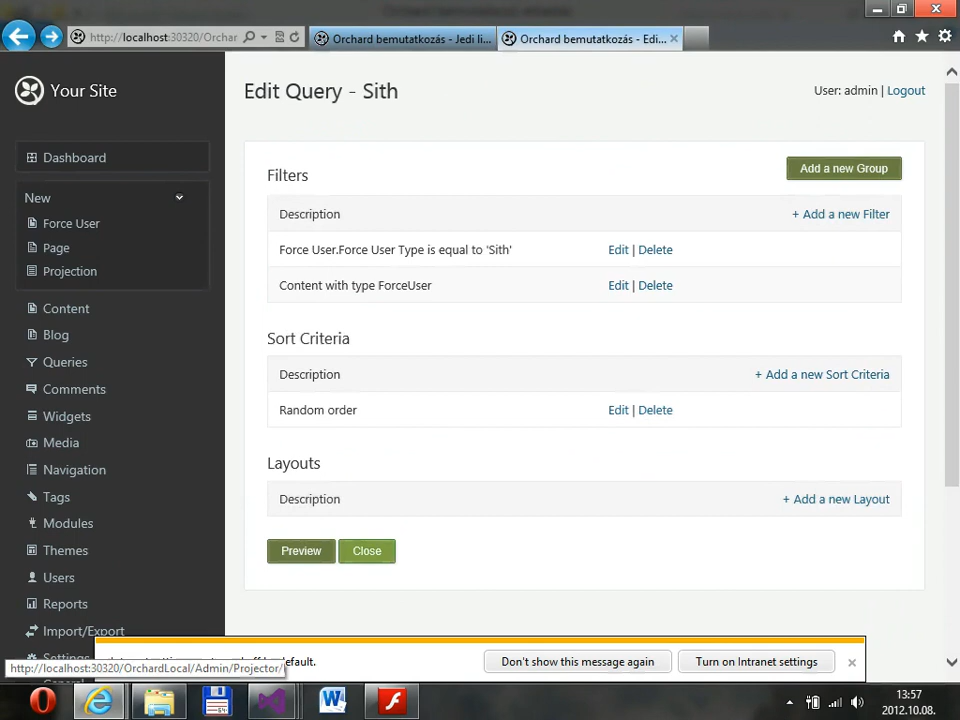 http://localhost:30320/Orchar
Orchard bemutatkozás - Jedi li...
Orchard bemutatkozás - Edi...
Your Site
Edit Query - Sith
User: admin | Logout
Dashboard
New
Force User
Page
Projection
Content
Blog
Queries
Comments
Widgets
Media
Navigation
Tags
Modules
Themes
Users
Reports
Import/Export
Settings
Filters
Add a new Group
Description
+ Add a new Filter
Force User.Force User Type is equal to 'Sith'
Edit | Delete
Content with type ForceUser
Edit | Delete
Sort Criteria
Description
+ Add a new Sort Criteria
Random order
Edit | Delete
Layouts
Description
+ Add a new Layout
Preview
Close
default.
Don't show this message again
Turn on Intranet settings
http://localhost:30320/OrchardLocal/Admin/Projector/
13:57
2012.10.08.